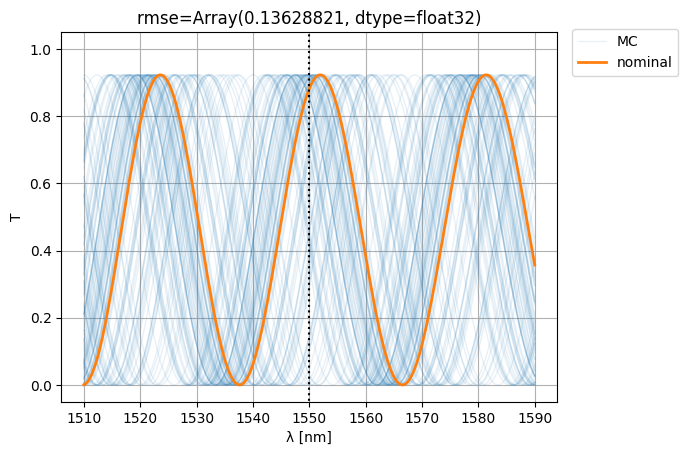 rmse=Array(0.13628821, dtype=float32)
MC
nominal
T
1.0
0.8
0.6
0.4
0.2
0.0
1510 1520 1530 1540 1550 1560 1570 1580 1590
λ [nm]